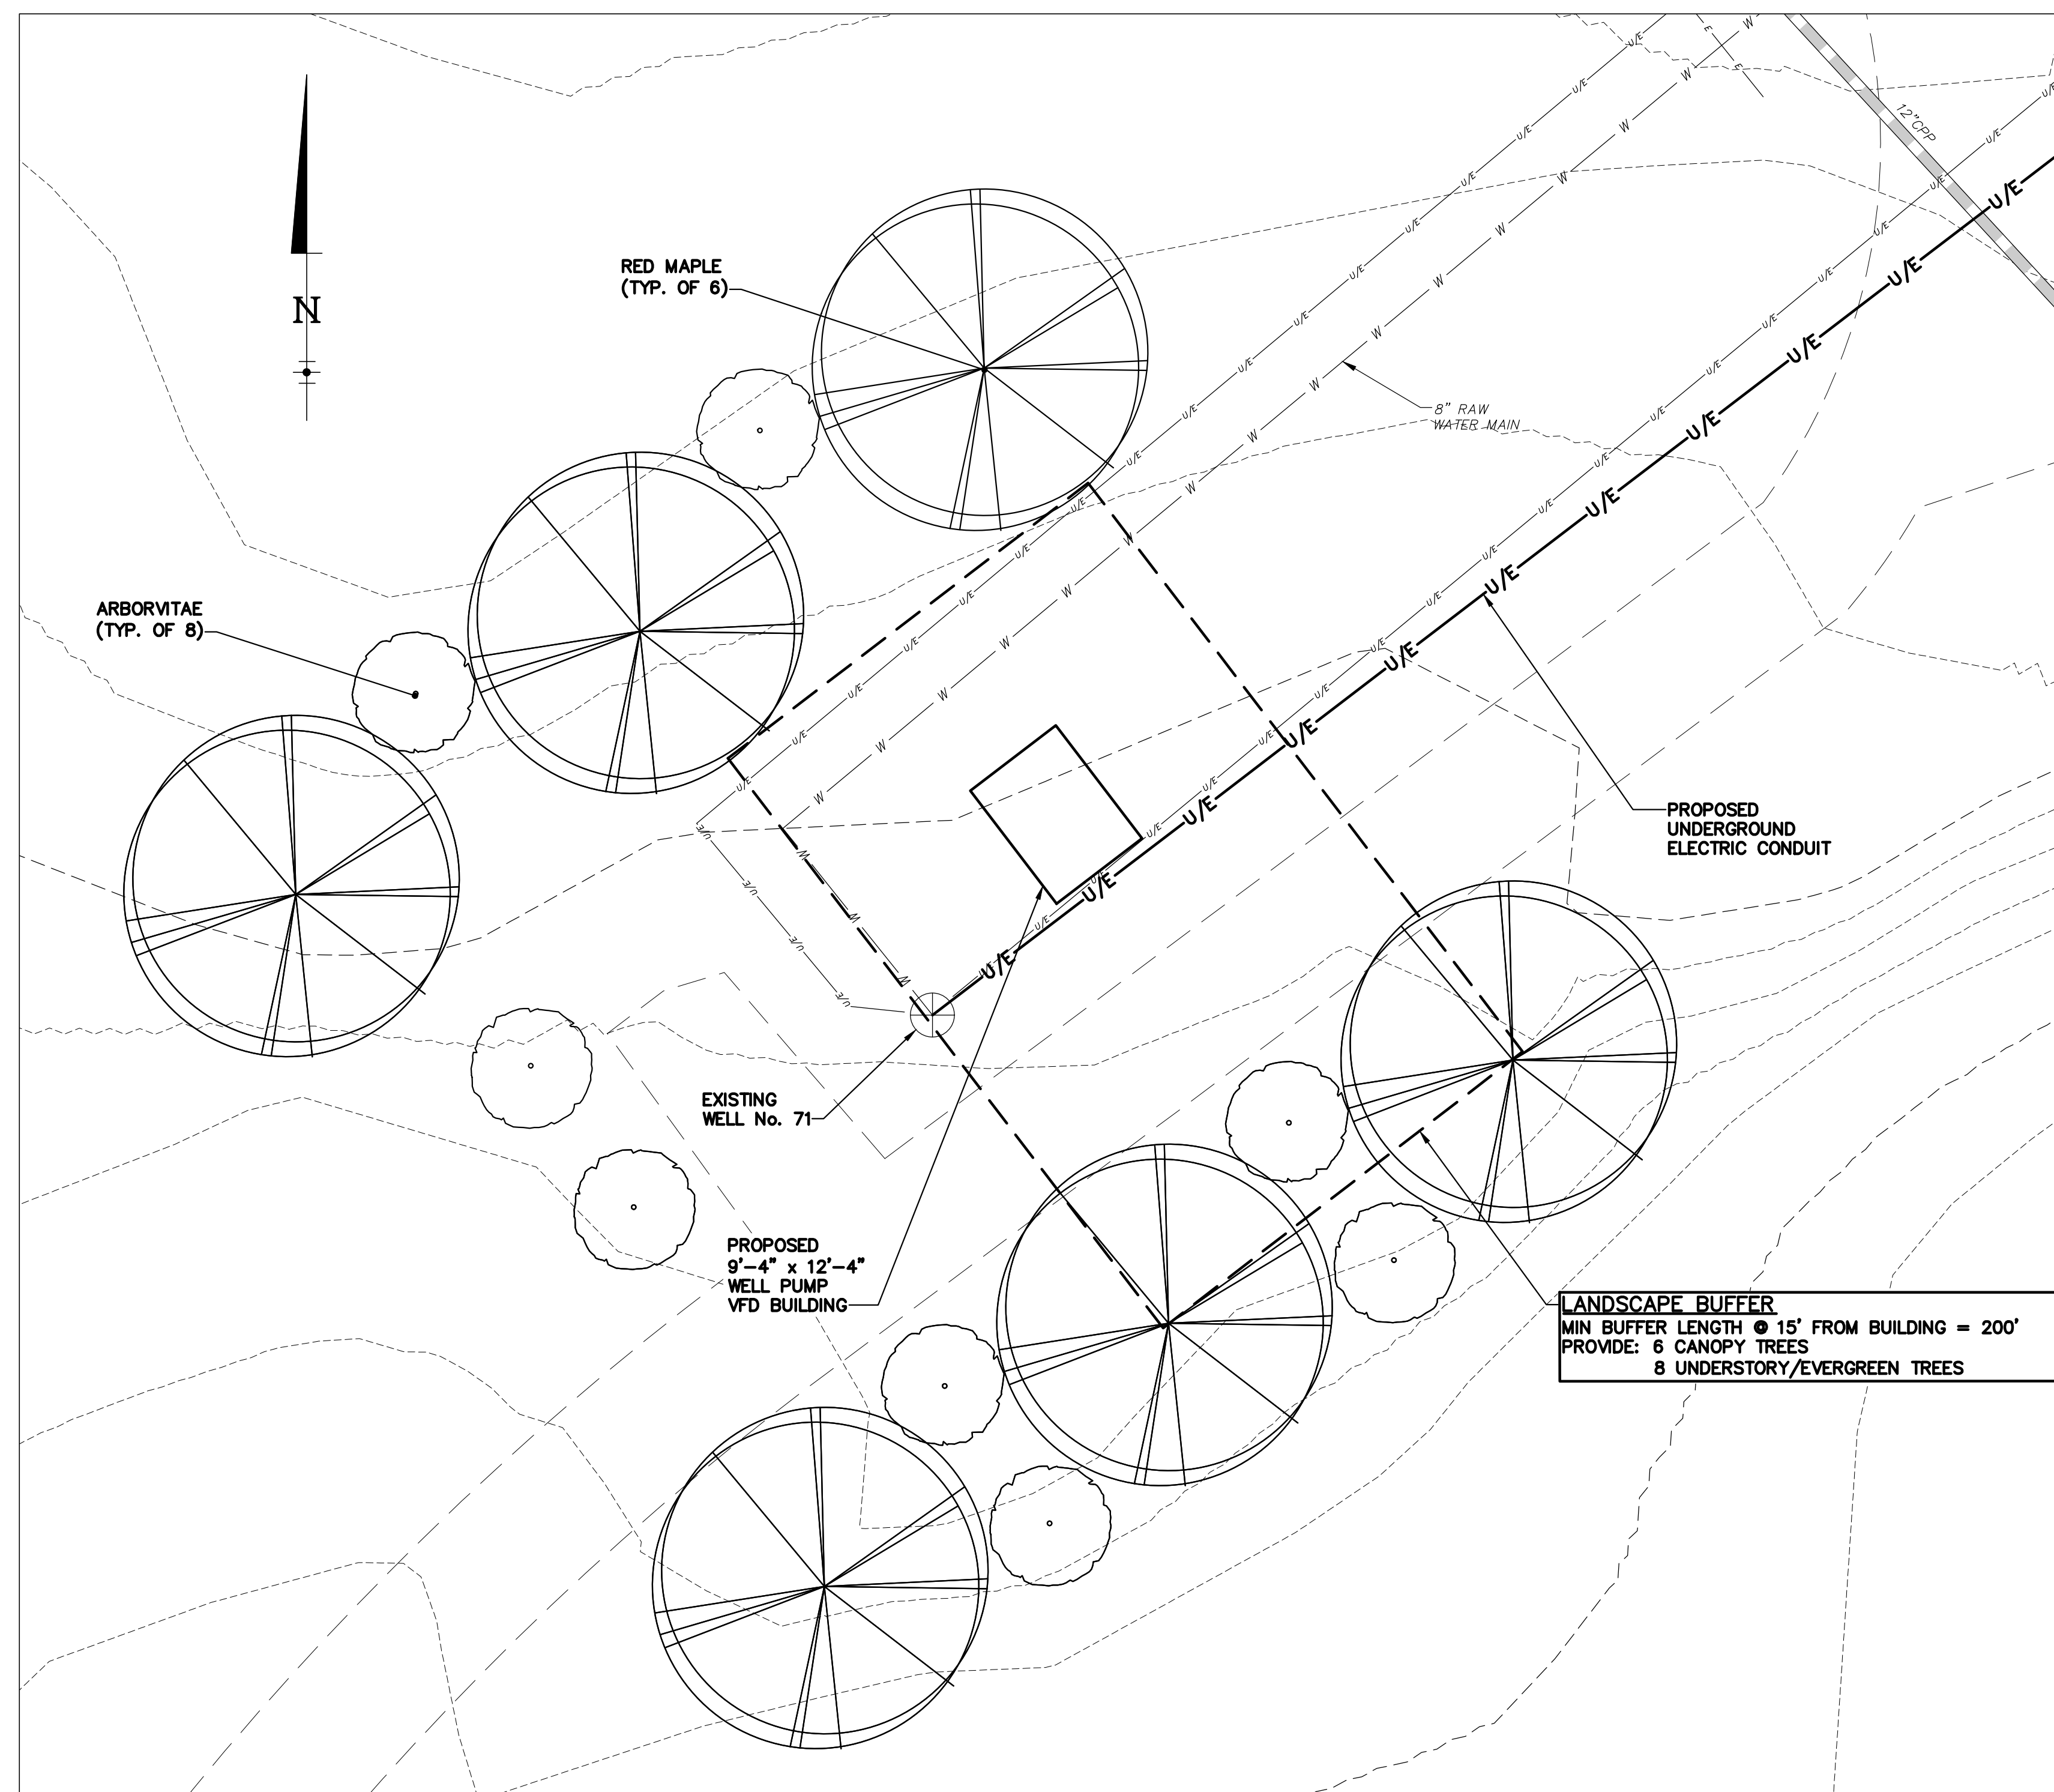 12"CPP
N
RED MAPLE
(TYP. OF 6)
8" RAW
WATER MAIN
ARBORVITAE
(TYP. OF 8)
PROPOSED
UNDERGROUND
ELECTRIC CONDUIT
EXISTING
WELL No. 71
PROPOSED
9'-4" x 12'-4"
WELL PUMP
VFD BUILDING
LANDSCAPE BUFFER
MIN BUFFER LENGTH @ 15' FROM BUILDING = 200'
PROVIDE: 6 CANOPY TREES
8 UNDERSTORY/EVERGREEN TREES
U/E
U/E
U/E
U/E
U/E
U/E
U/E
U/E
U/E
U/E
W
W
W
W
E
E